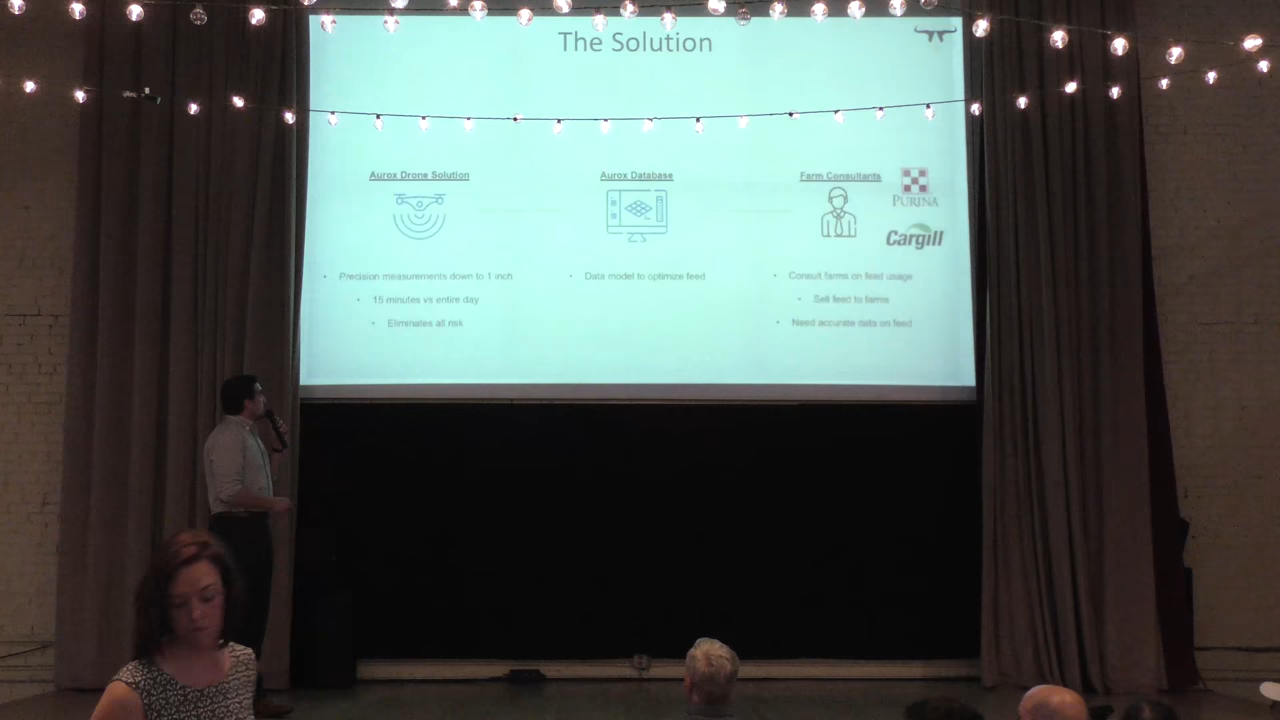 The Solution
Aurox Drone Solution
Aurox Database
Farm Consultants
PURINA
Cargill
• Precision measurements down to 1 inch
• 15 minutes vs entire day
• Eliminates all risk
• Data model to optimize feed
• Consult farms on feed usage
• Sell feed to farms
• Need accurate data on feed